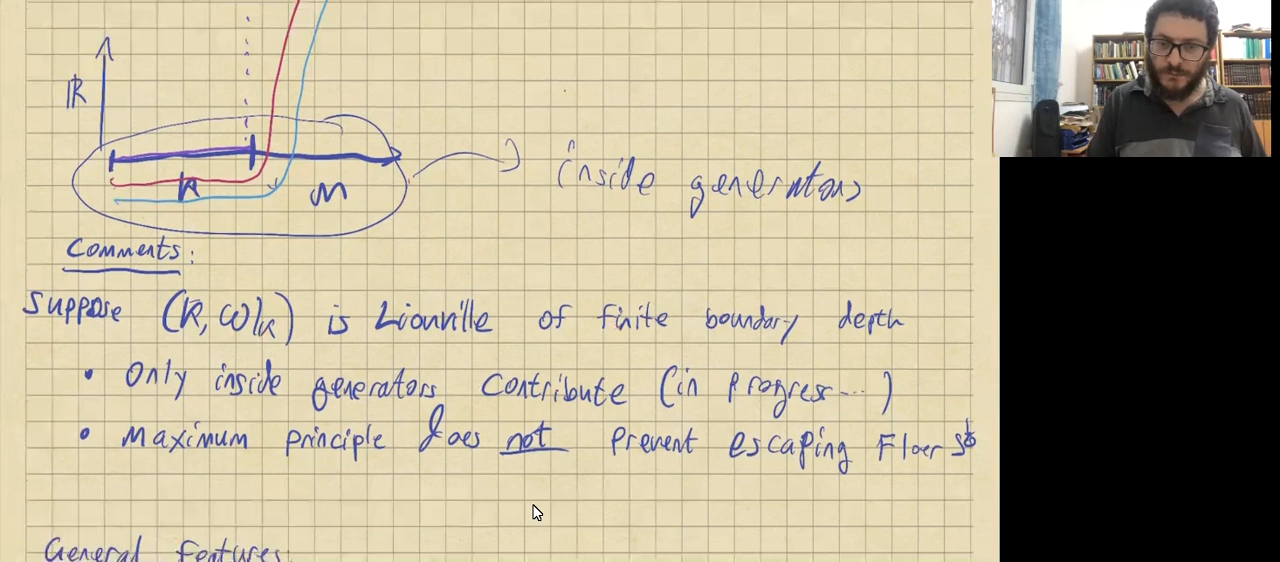 ℝ
K
M
inside generators
Comments:
Suppose (K, ω|_K) is Liouville of finite boundary depth
• Only inside generators contribute (in progress...)
• Maximum principle does not prevent escaping Floer
General features: